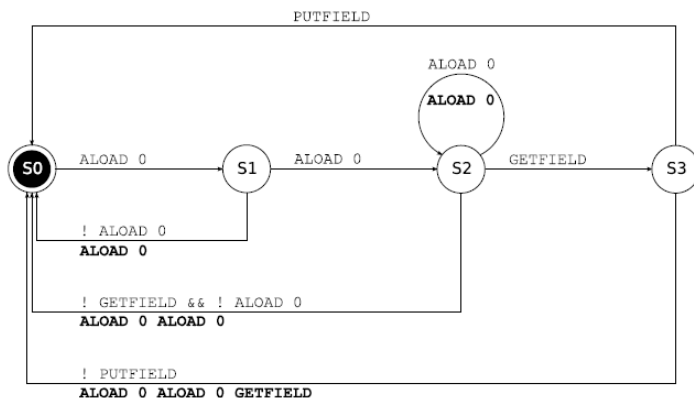 PUTFIELD
ALOAD 0
ALOAD 0
S0
ALOAD 0
S1
ALOAD 0
S2
GETFIELD
S3
! ALOAD 0
ALOAD 0
! GETFIELD && ! ALOAD 0
ALOAD 0 ALOAD 0
! PUTFIELD
ALOAD 0 ALOAD 0 GETFIELD